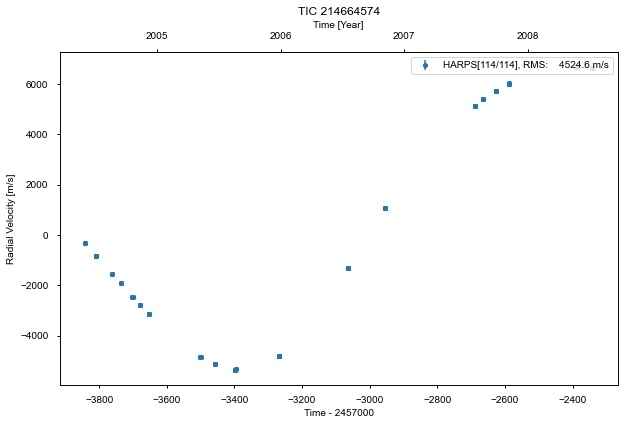 TIC 214664574
Time [Year]
2005 2006 2007 2008
HARPS[114/114], RMS: 4524.6 m/s
6000
4000
2000
0
−2000
−4000
Radial Velocity [m/s]
−3800 −3600 −3400 −3200 −3000 −2800 −2600 −2400
Time - 2457000